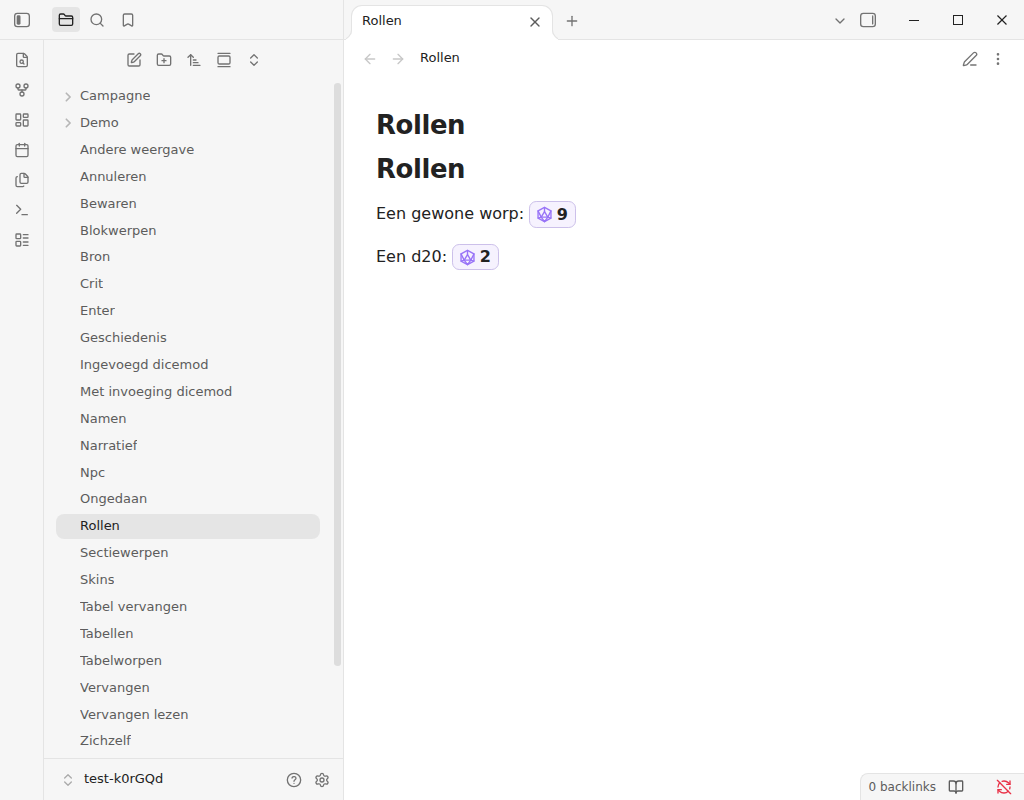 Rollen
Rollen
Campagne
Demo
Andere weergave
Annuleren
Bewaren
Blokwerpen
Bron
Crit
Enter
Geschiedenis
Ingevoegd dicemod
Met invoeging dicemod
Namen
Narratief
Npc
Ongedaan
Rollen
Sectiewerpen
Skins
Tabel vervangen
Tabellen
Tabelworpen
Vervangen
Vervangen lezen
Zichzelf
test-k0rGQd
Rollen
Rollen
Een gewone worp: 9
Een d20: 2
0 backlinks